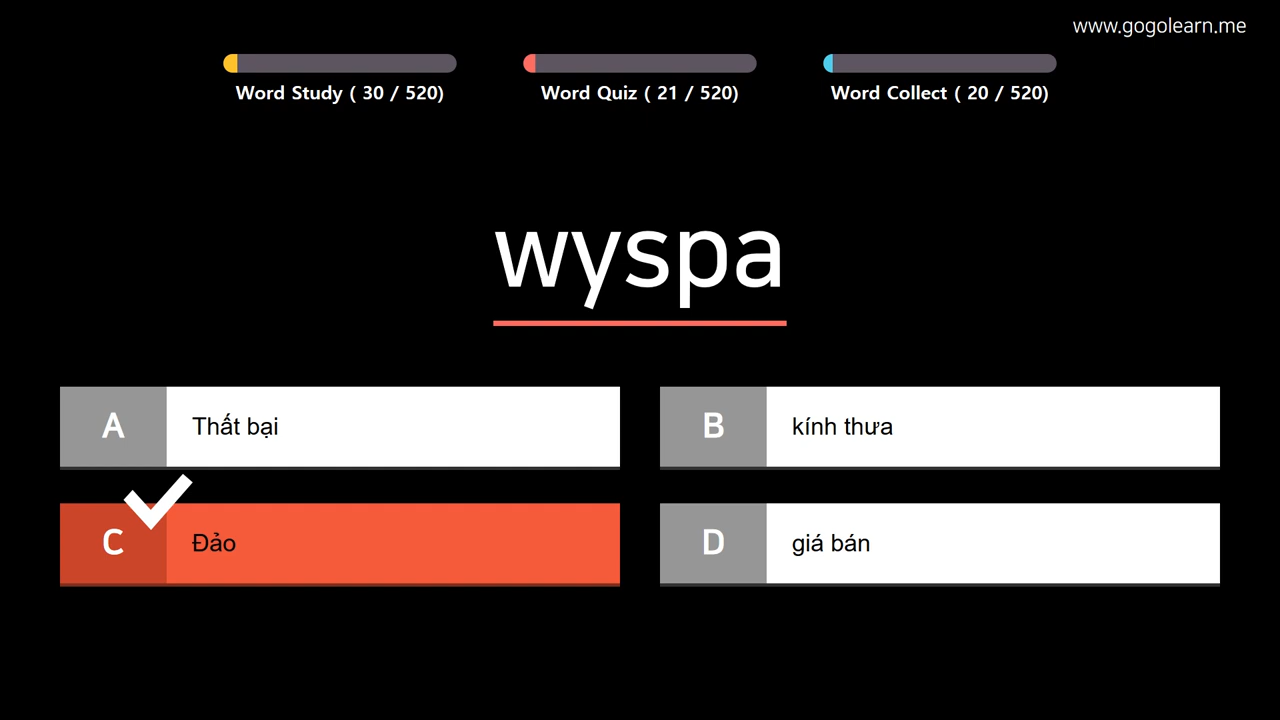 www.gogolearn.me
Word Study ( 30 / 520)
Word Quiz ( 21 / 520)
Word Collect ( 20 / 520)
wyspa
A Thất bại
B kính thưa
C Đảo
D giá bán